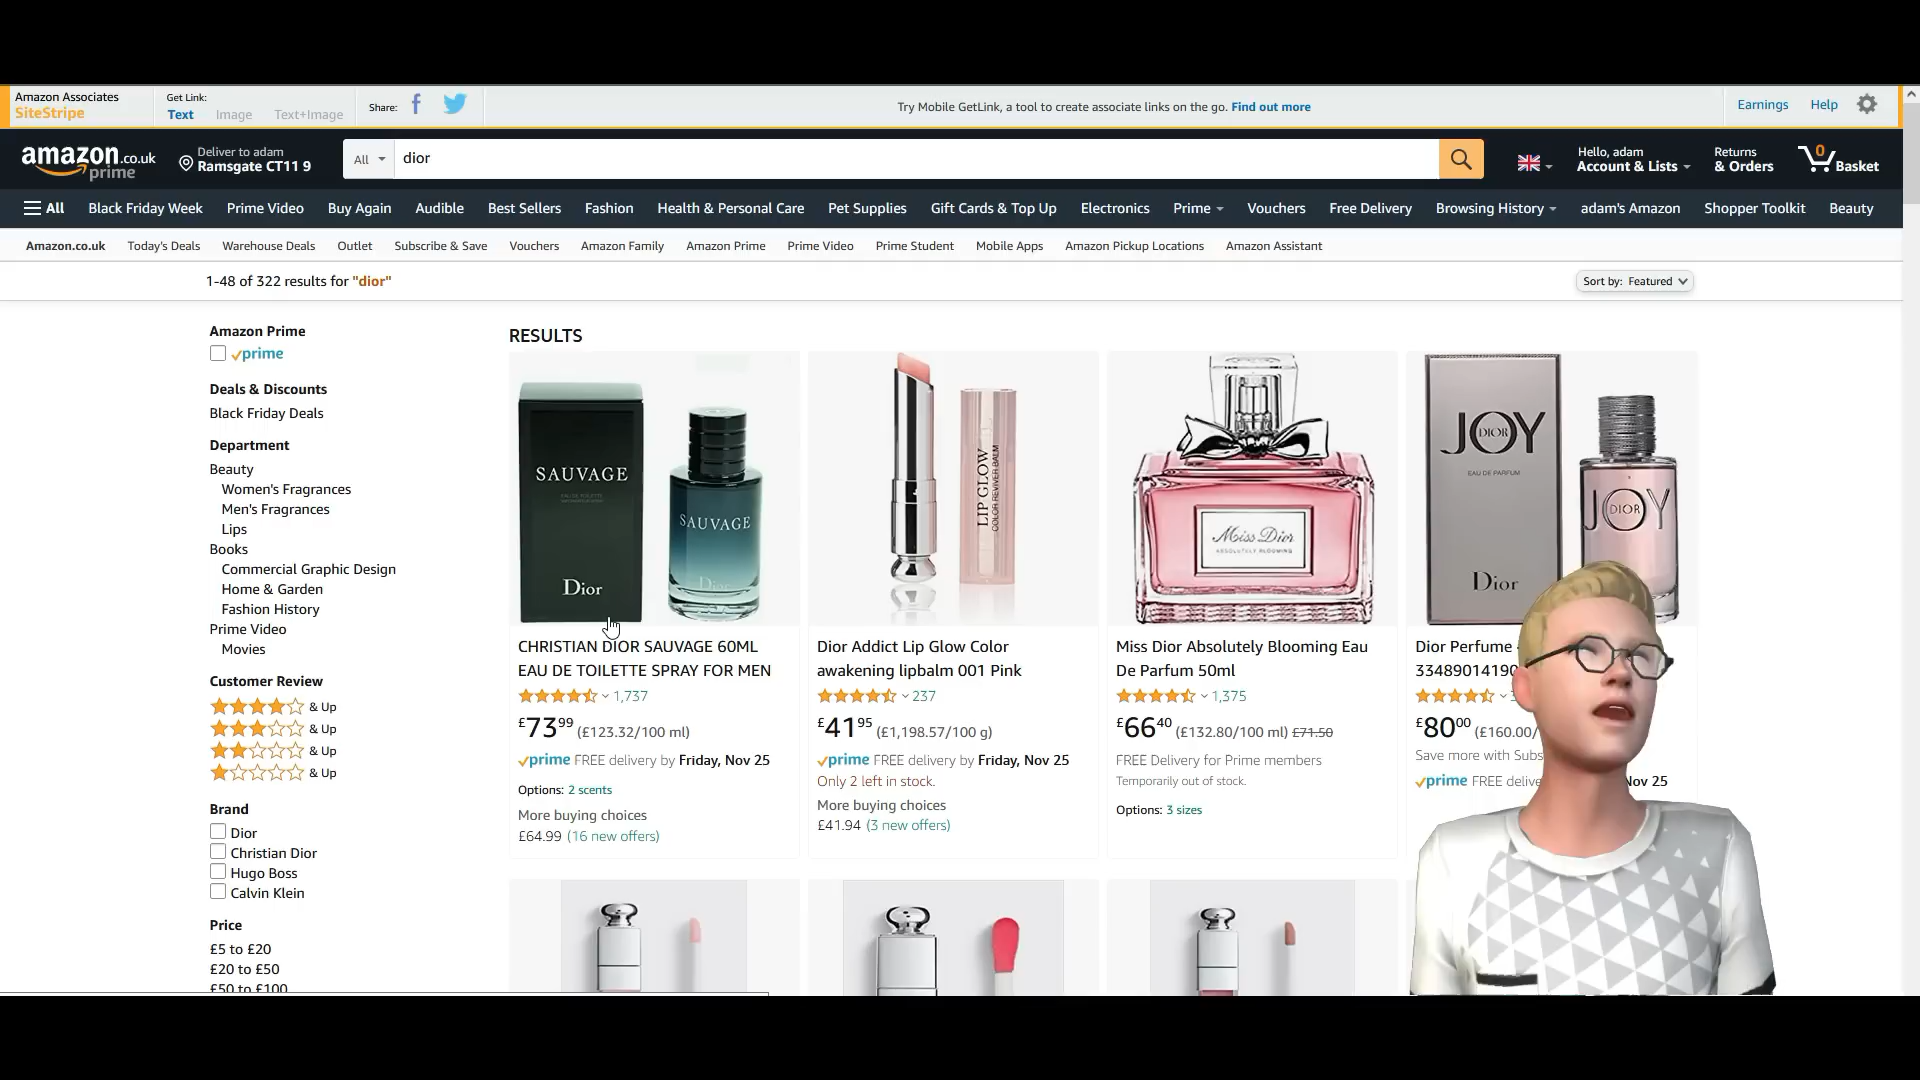 Amazon Associates
SiteStripe
Get Link:
Text Image Text+Image
Share:
Try Mobile GetLink, a tool to create associate links on the go. Find out more
Earnings Help
amazon.co.uk
prime
Deliver to adam
Ramsgate CT11 9
All dior
Hello, adam
Account & Lists
Returns
& Orders
0
Basket
All Black Friday Week Prime Video Buy Again Audible Best Sellers Fashion Health & Personal Care Pet Supplies Gift Cards & Top Up Electronics Prime Vouchers Free Delivery Browsing History adam's Amazon Shopper Toolkit Beauty
Amazon.co.uk Today's Deals Warehouse Deals Outlet Subscribe & Save Vouchers Amazon Family Amazon Prime Prime Video Prime Student Mobile Apps Amazon Pickup Locations Amazon Assistant
1-48 of 322 results for "dior"
Sort by: Featured
Amazon Prime
prime
Deals & Discounts
Black Friday Deals
Department
Beauty
Women's Fragrances
Men's Fragrances
Lips
Books
Commercial Graphic Design
Home & Garden
Fashion History
Prime Video
Movies
Customer Review
& Up
& Up
& Up
& Up
Brand
Dior
Christian Dior
Hugo Boss
Calvin Klein
Price
£5 to £20
£20 to £50
£50 to £100
RESULTS
SAUVAGE
EAU DE TOILETTE
Dior
SAUVAGE
Dior
CHRISTIAN DIOR SAUVAGE 60ML
EAU DE TOILETTE SPRAY FOR MEN
1,737
£73.99 (£123.32/100 ml)
prime FREE delivery by Friday, Nov 25
Options: 2 scents
More buying choices
£64.99 (16 new offers)
LIP GLOW
COLOR REVIVER BALM
Dior Addict Lip Glow Color
awakening lipbalm 001 Pink
237
£41.95 (£1,198.57/100 g)
prime FREE delivery by Friday, Nov 25
Only 2 left in stock.
More buying choices
£41.94 (3 new offers)
Miss Dior
ABSOLUTELY BLOOMING
Miss Dior Absolutely Blooming Eau
De Parfum 50ml
1,375
£66.40 (£132.80/100 ml) £71.50
FREE Delivery for Prime members
Temporarily out of stock.
Options: 3 sizes
JOY
DIOR
EAU DE PARFUM
Dior
JOY
DIOR
Dior Perfume
3348901419
£80.00 (£160.00/
Save more with Subs
prime FREE delive
Nov 25